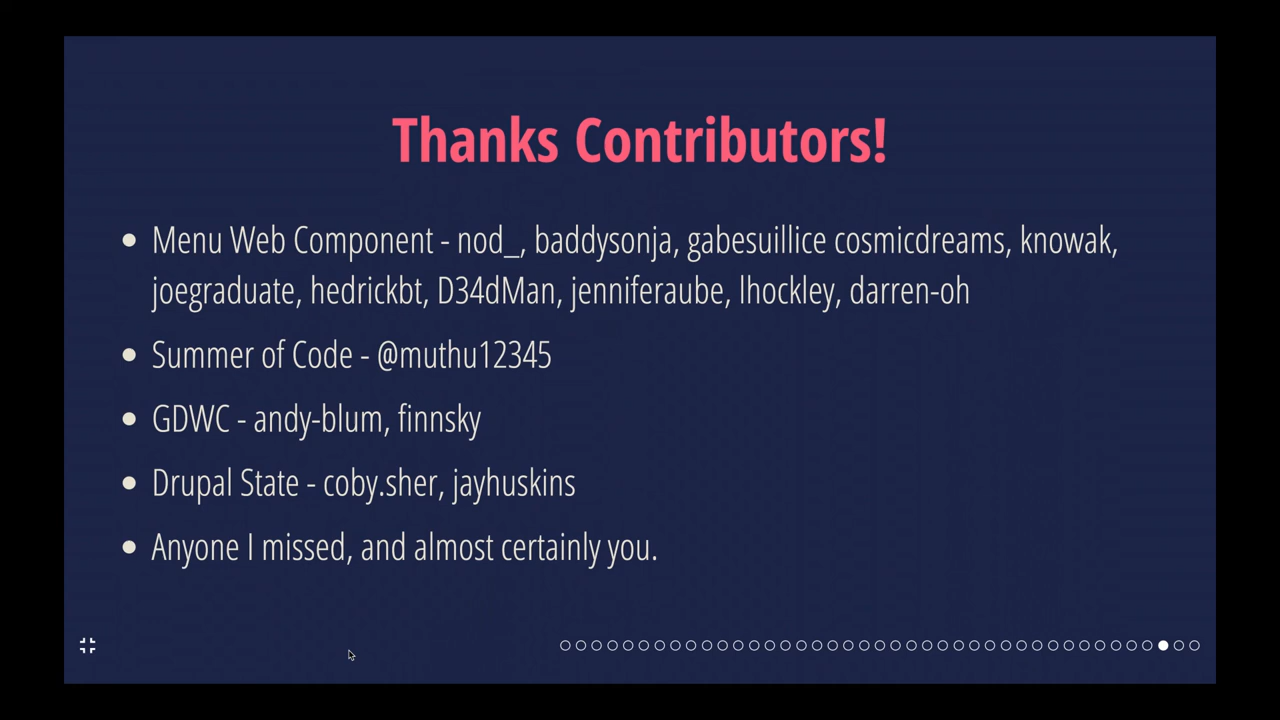 Thanks Contributors!
Menu Web Component - nod_, baddysonja, gabesuillice cosmicdreams, knowak,
joegraduate, hedrickbt, D34dMan, jenniferaube, lhockley, darren-oh
Summer of Code - @muthu12345
GDWC - andy-blum, finnsky
Drupal State - coby.sher, jayhuskins
Anyone I missed, and almost certainly you.